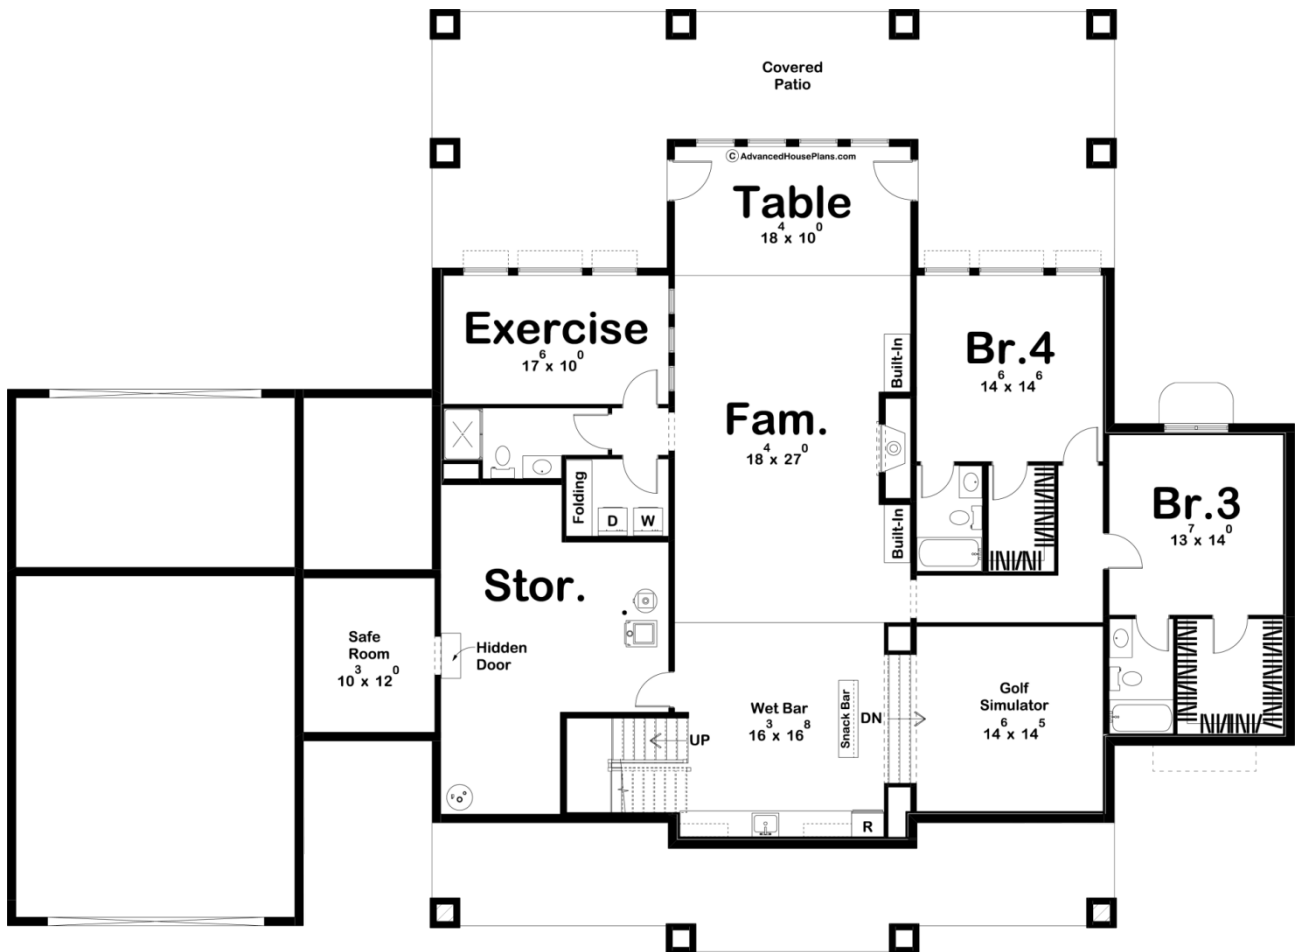 Covered
Patio
© AdvancedHousePlans.com
Table
18⁴ x 10⁰
Exercise
17⁶ x 10⁰
Built-In
Br.4
14⁶ x 14⁶
Fam.
18⁴ x 27⁰
Folding
D
W
Built-In
Br.3
13⁷ x 14⁰
Stor.
Safe
Room
10³ x 12⁰
Hidden
Door
Wet Bar
16³ x 16⁸
Snack Bar
DN
Golf
Simulator
14⁶ x 14⁵
UP
R